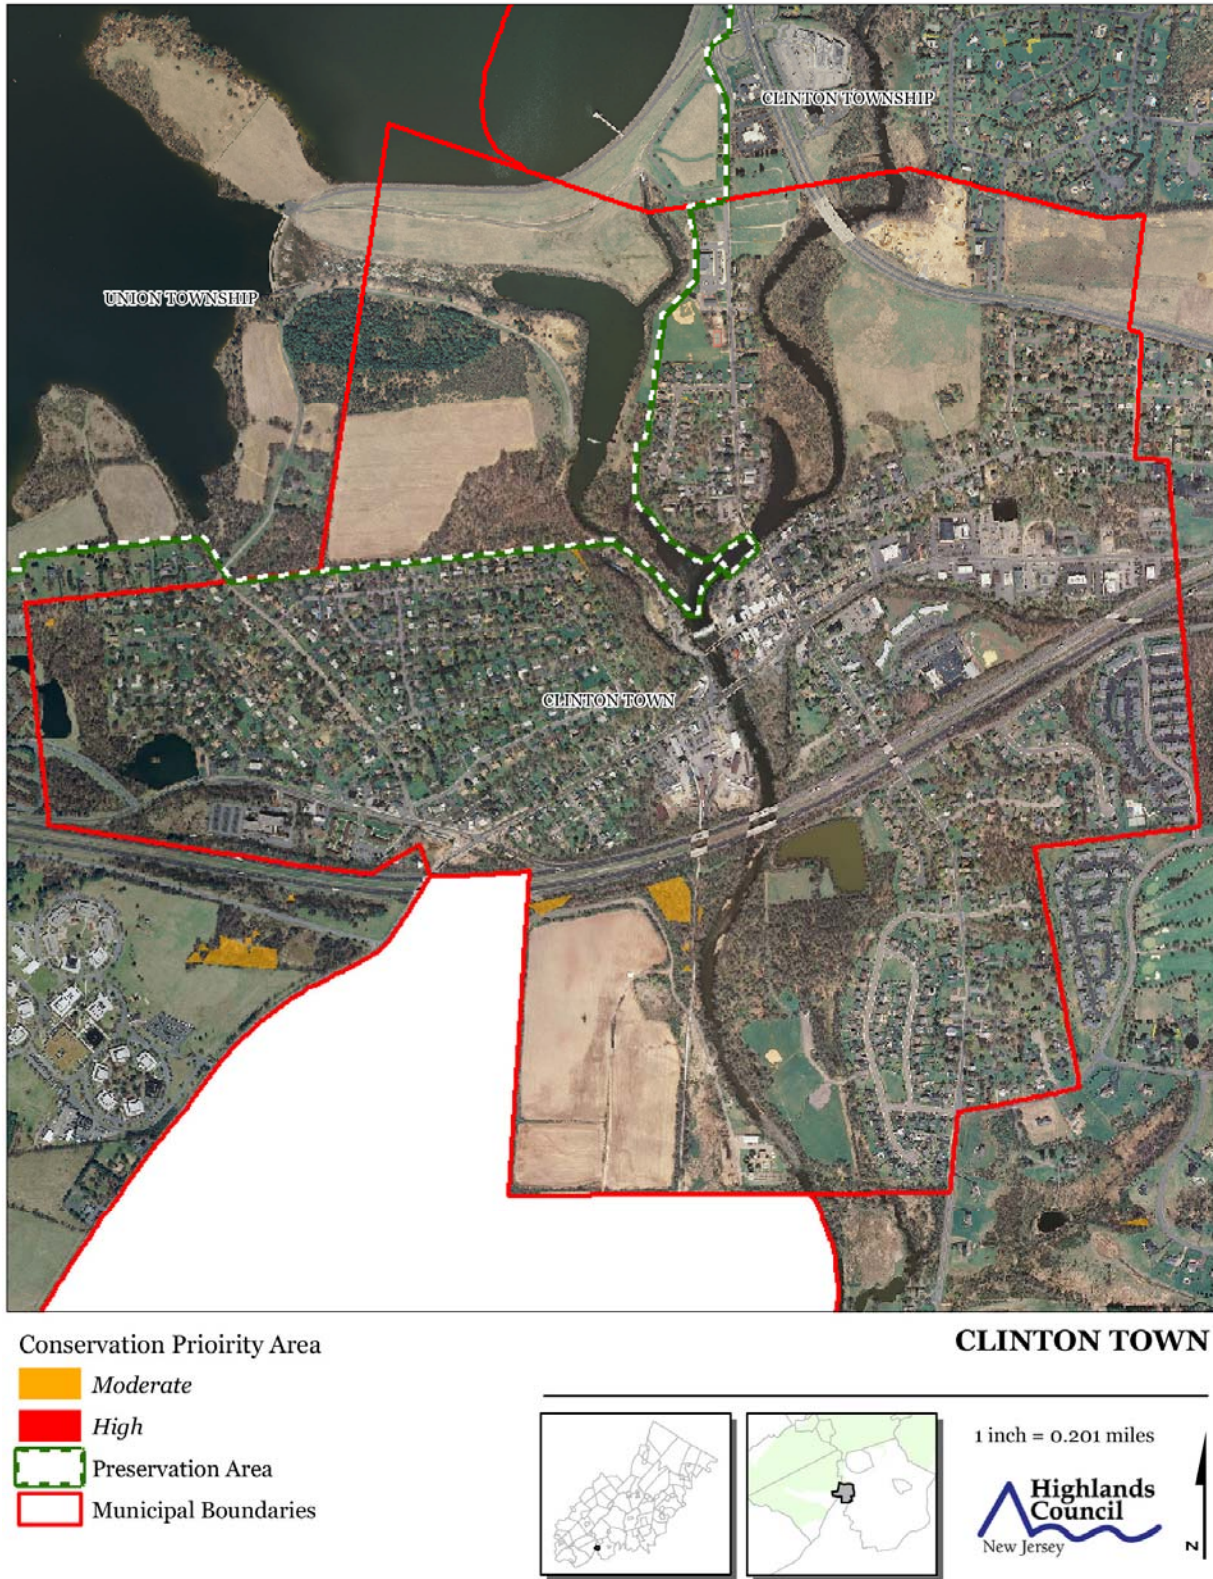 CLINTON TOWNSHIP
UNION TOWNSHIP
CLINTON TOWN
Conservation Prioirity Area
Moderate
High
Preservation Area
Municipal Boundaries
CLINTON TOWN
1 inch = 0.201 miles
Highlands
Council
New Jersey
N